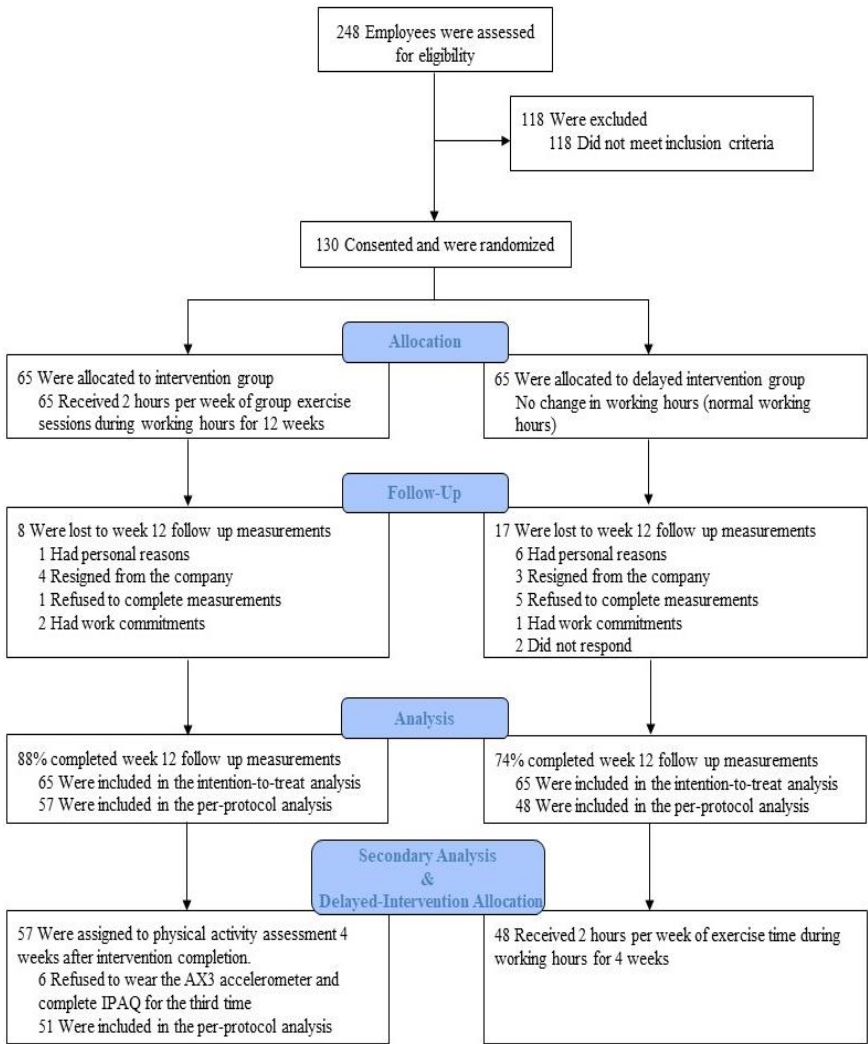 248 Employees were assessed
for eligibility
118 Were excluded
118 Did not meet inclusion criteria
130 Consented and were randomized
Allocation
65 Were allocated to intervention group
65 Received 2 hours per week of group exercise
sessions during working hours for 12 weeks
65 Were allocated to delayed intervention group
No change in working hours (normal working
hours)
Follow-Up
8 Were lost to week 12 follow up measurements
1 Had personal reasons
4 Resigned from the company
1 Refused to complete measurements
2 Had work commitments
17 Were lost to week 12 follow up measurements
6 Had personal reasons
3 Resigned from the company
5 Refused to complete measurements
1 Had work commitments
2 Did not respond
Analysis
88% completed week 12 follow up measurements
65 Were included in the intention-to-treat analysis
57 Were included in the per-protocol analysis
74% completed week 12 follow up measurements
65 Were included in the intention-to-treat analysis
48 Were included in the per-protocol analysis
Secondary Analysis
&
Delayed-Intervention Allocation
57 Were assigned to physical activity assessment 4
weeks after intervention completion.
6 Refused to wear the AX3 accelerometer and
complete IPAQ for the third time
51 Were included in the per-protocol analysis
48 Received 2 hours per week of exercise time during
working hours for 4 weeks